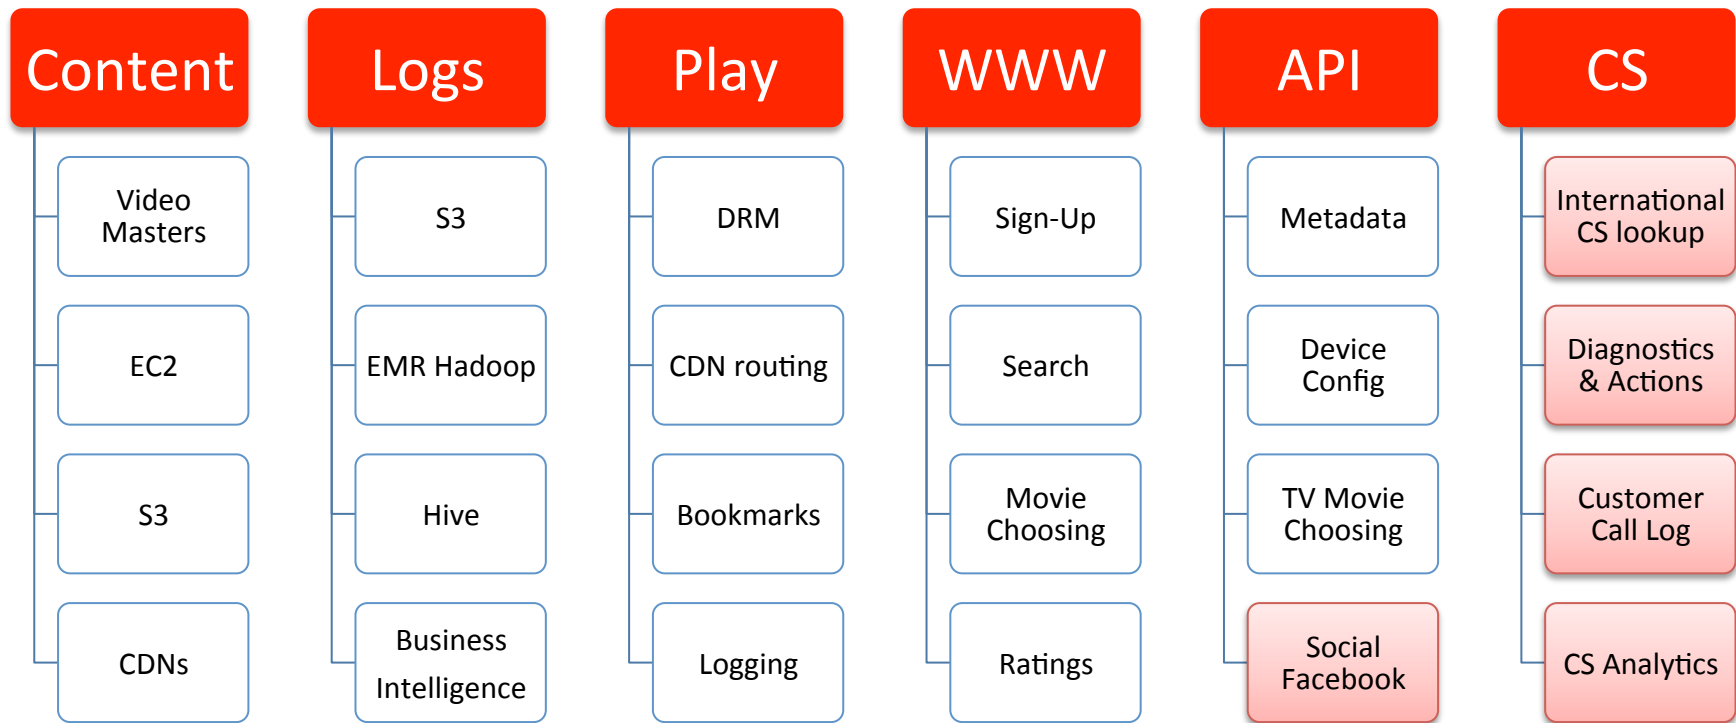 Content
Video
Masters
EC2
S3
CDNs
Logs
S3
EMR Hadoop
Hive
Business
Intelligence
Play
DRM
CDN routing
Bookmarks
Logging
WWW
Sign-Up
Search
Movie
Choosing
Ratings
API
Metadata
Device
Config
TV Movie
Choosing
Social
Facebook
CS
International
CS lookup
Diagnostics
& Actions
Customer
Call Log
CS Analytics